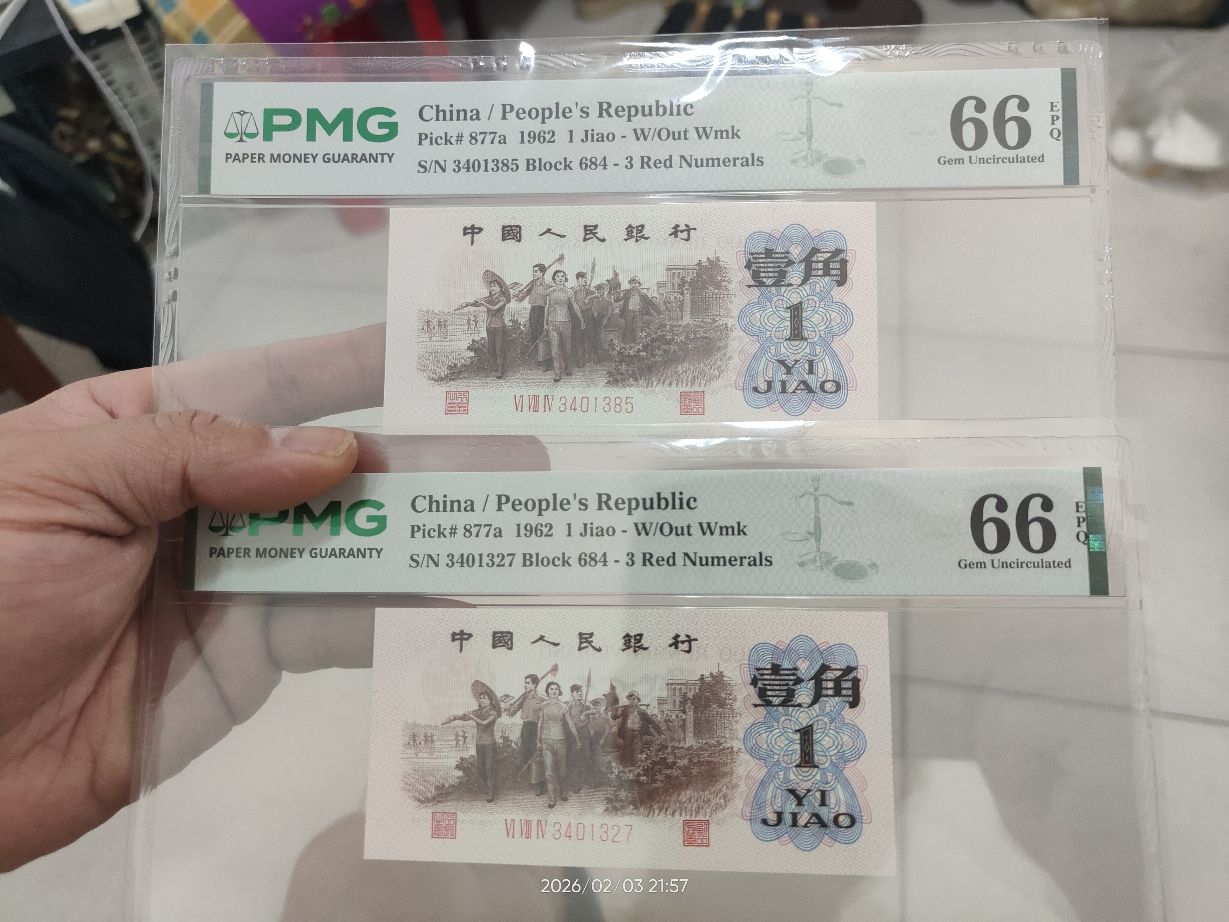 PMG
PAPER MONEY GUARANTY
China / People's Republic
Pick# 877a 1962 1 Jiao - W/Out Wmk
S/N 3401385 Block 684 - 3 Red Numerals
66
EPQ
Gem Uncirculated
中國人民銀行
壹角
1
YI
JIAO
Ⅵ Ⅷ Ⅳ 3401385
PMG
PAPER MONEY GUARANTY
China / People's Republic
Pick# 877a 1962 1 Jiao - W/Out Wmk
S/N 3401327 Block 684 - 3 Red Numerals
66
EPQ
Gem Uncirculated
中國人民銀行
壹角
1
YI
JIAO
Ⅵ Ⅷ Ⅳ 3401327
2026/02/03 21:57